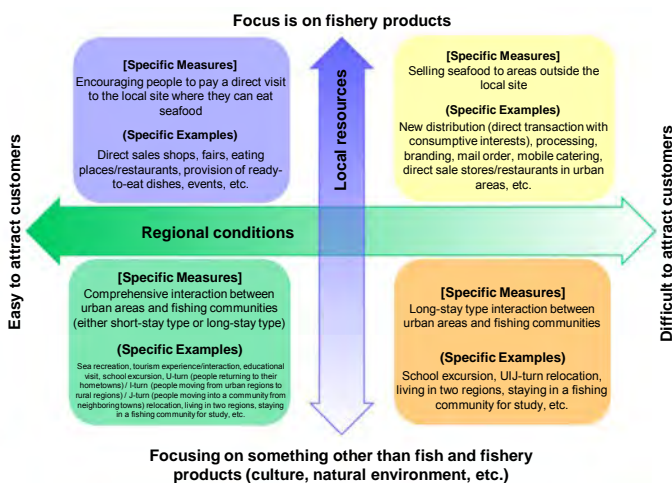 Focus is on fishery products
[Specific Measures]
Encouraging people to pay a direct visit
to the local site where they can eat
seafood
(Specific Examples)
Direct sales shops, fairs, eating
places/restaurants, provision of ready-
to-eat dishes, events, etc.
Local resources
[Specific Measures]
Selling seafood to areas outside the
local site
(Specific Examples)
New distribution (direct transaction with
consumptive interests), processing,
branding, mail order, mobile catering,
direct sale stores/restaurants in urban
areas, etc.
Easy to attract customers
Regional conditions
Difficult to attract customers
[Specific Measures]
Comprehensive interaction between
urban areas and fishing communities
(either short-stay type or long-stay type)
(Specific Examples)
Sea recreation, tourism experience/interaction, educational
visit, school excursion, U-turn (people returning to their
hometowns) / I-turn (people moving from urban regions to
rural regions) / J-turn (people moving into a community from
neighboring towns) relocation, living in two regions, staying
in a fishing community for study, etc.
[Specific Measures]
Long-stay type interaction between
urban areas and fishing communities
(Specific Examples)
School excursion, UIJ-turn relocation,
living in two regions, staying in a fishing
community for study, etc.
Focusing on something other than fish and fishery
products (culture, natural environment, etc.)